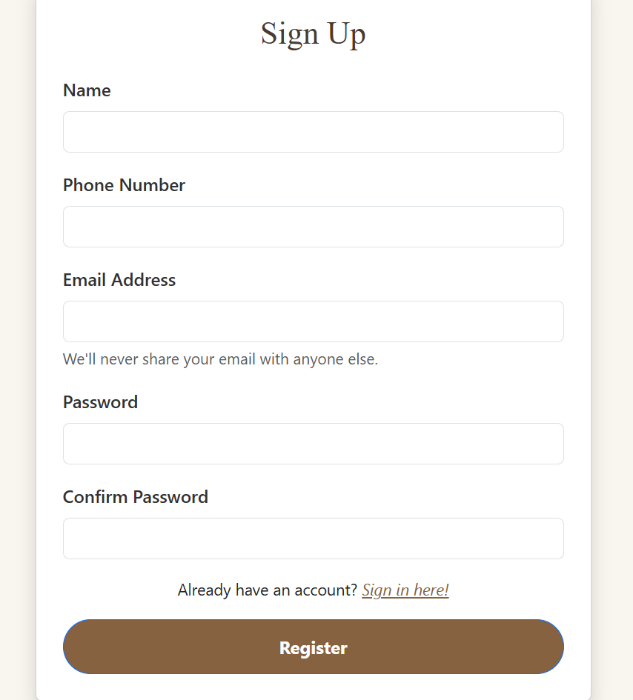 Sign Up
Name
Phone Number
Email Address
We'll never share your email with anyone else.
Password
Confirm Password
Already have an account? Sign in here!
Register